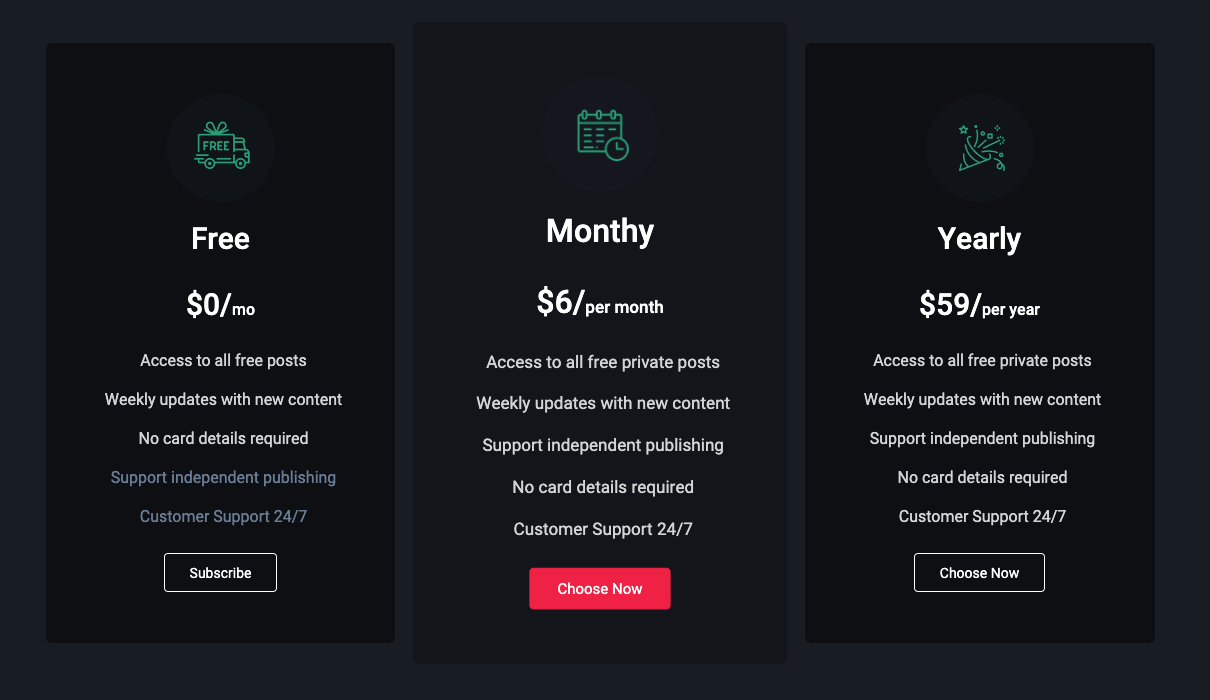 FREE
Free
$0/mo
Access to all free posts
Weekly updates with new content
No card details required
Support independent publishing
Customer Support 24/7
Subscribe
Monthy
$6/per month
Access to all free private posts
Weekly updates with new content
Support independent publishing
No card details required
Customer Support 24/7
Choose Now
Yearly
$59/per year
Access to all free private posts
Weekly updates with new content
Support independent publishing
No card details required
Customer Support 24/7
Choose Now